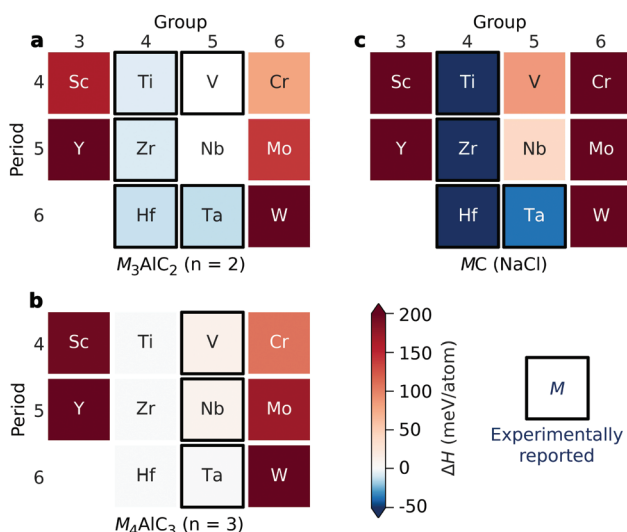 Group
a 3 4 5 6
4 Sc Ti V Cr
Period
5 Y Zr Nb Mo
6 Hf Ta W
M₃AlC₂ (n = 2)
Group
c 3 4 5 6
Sc Ti V Cr
Y Zr Nb Mo
Hf Ta W
MC (NaCl)
b
4 Sc Ti V Cr
Period
5 Y Zr Nb Mo
6 Hf Ta W
M₄AlC₃ (n = 3)
200
150
100
50
0
-50
ΔH (meV/atom)
M
Experimentally
reported